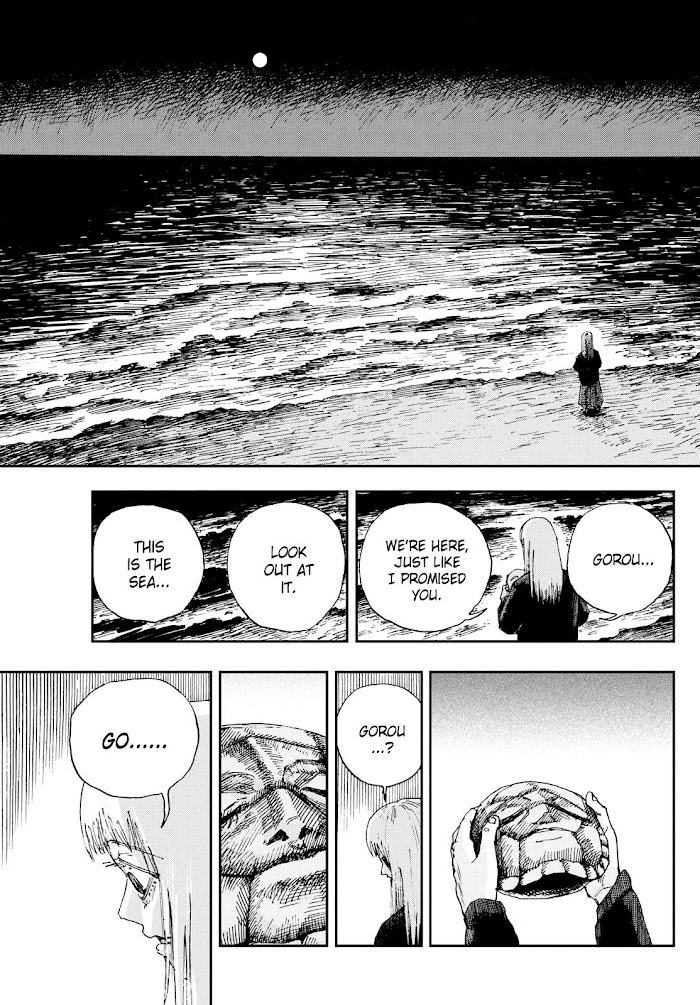 GOROU...
WE'RE HERE,
JUST LIKE
I PROMISED
YOU.
LOOK
OUT AT
IT.
THIS
IS THE
SEA...
GOROU
...?
GO......